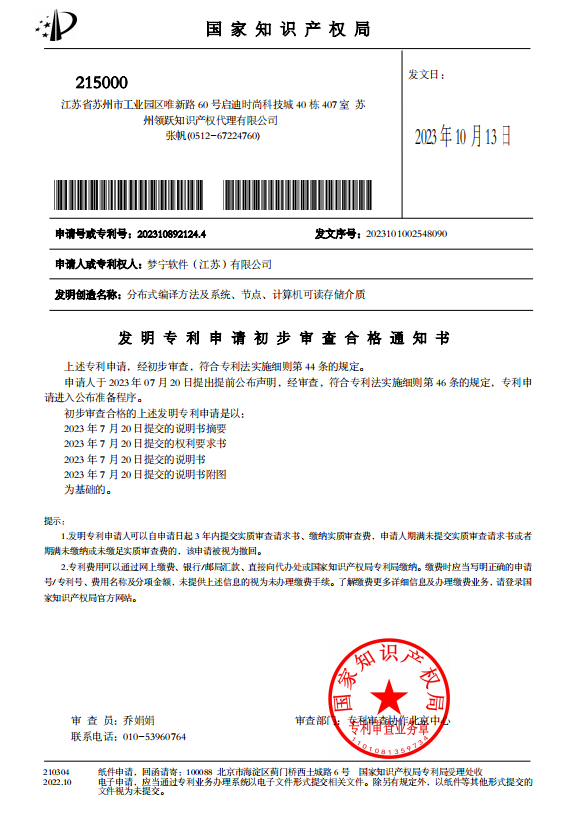 国家知识产权局
215000
江苏省苏州市工业园区唯新路 60 号启迪时尚科技城 40 栋 407 室 苏
州领跃知识产权代理有限公司
张帆(0512-67224760)
发文日：
2023 年 10 月 13 日
申请号或专利号：202310892124.4
发文序号：2023101002548090
申请人或专利权人：梦宁软件（江苏）有限公司
发明创造名称：分布式编译方法及系统、节点、计算机可读存储介质
发明专利申请初步审查合格通知书
上述专利申请，经初步审查，符合专利法实施细则第 44 条的规定。
申请人于 2023 年 07 月 20 日提出提前公布声明，经审查，符合专利法实施细则第 46 条的规定，专利申
请进入公布准备程序。
初步审查合格的上述发明专利申请是以：
2023 年 7 月 20 日提交的说明书摘要
2023 年 7 月 20 日提交的权利要求书
2023 年 7 月 20 日提交的说明书
2023 年 7 月 20 日提交的说明书附图
为基础的。
提示：
1.发明专利申请人可以自申请日起 3 年内提交实质审查请求书、缴纳实质审查费，申请人期满未提交实质审查请求书或者
期满未缴纳或未缴足实质审查费的，该申请被视为撤回。
2.专利费用可以通过网上缴费、银行/邮局汇款、直接向代办处或国家知识产权局专利局缴纳。缴费时应当写明正确的申请
号/专利号、费用名称及分项金额，未提供上述信息的视为未办理缴费手续。了解缴费更多详细信息及办理缴费业务，请登录国
家知识产权局官方网站。
国家知识产权局
专利审查业务章
1101081359734
审 查 员：乔娟娟
审查部门：专利审查协作北京中心
联系电话：010-53960764
210304 纸件申请，回函请寄：100088 北京市海淀区蓟门桥西土城路 6 号 国家知识产权局专利局受理处收
2022.10 电子申请，应当通过专利业务办理系统以电子文件形式提交相关文件。除另有规定外，以纸件等其他形式提交的
文件视为未提交。